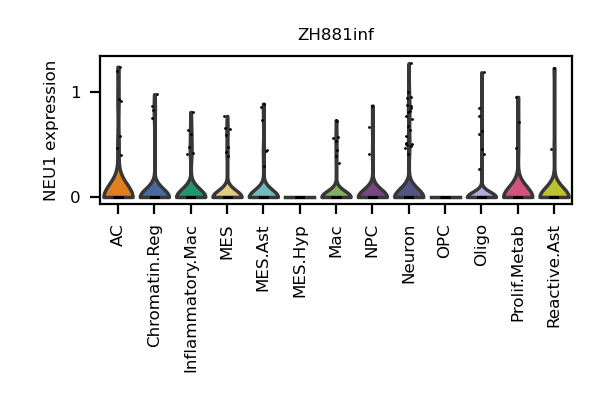 ZH881inf
NEU1 expression
1
0
AC
Chromatin.Reg
Inflammatory.Mac
MES
MES.Ast
MES.Hyp
Mac
NPC
Neuron
OPC
Oligo
Prolif.Metab
Reactive.Ast